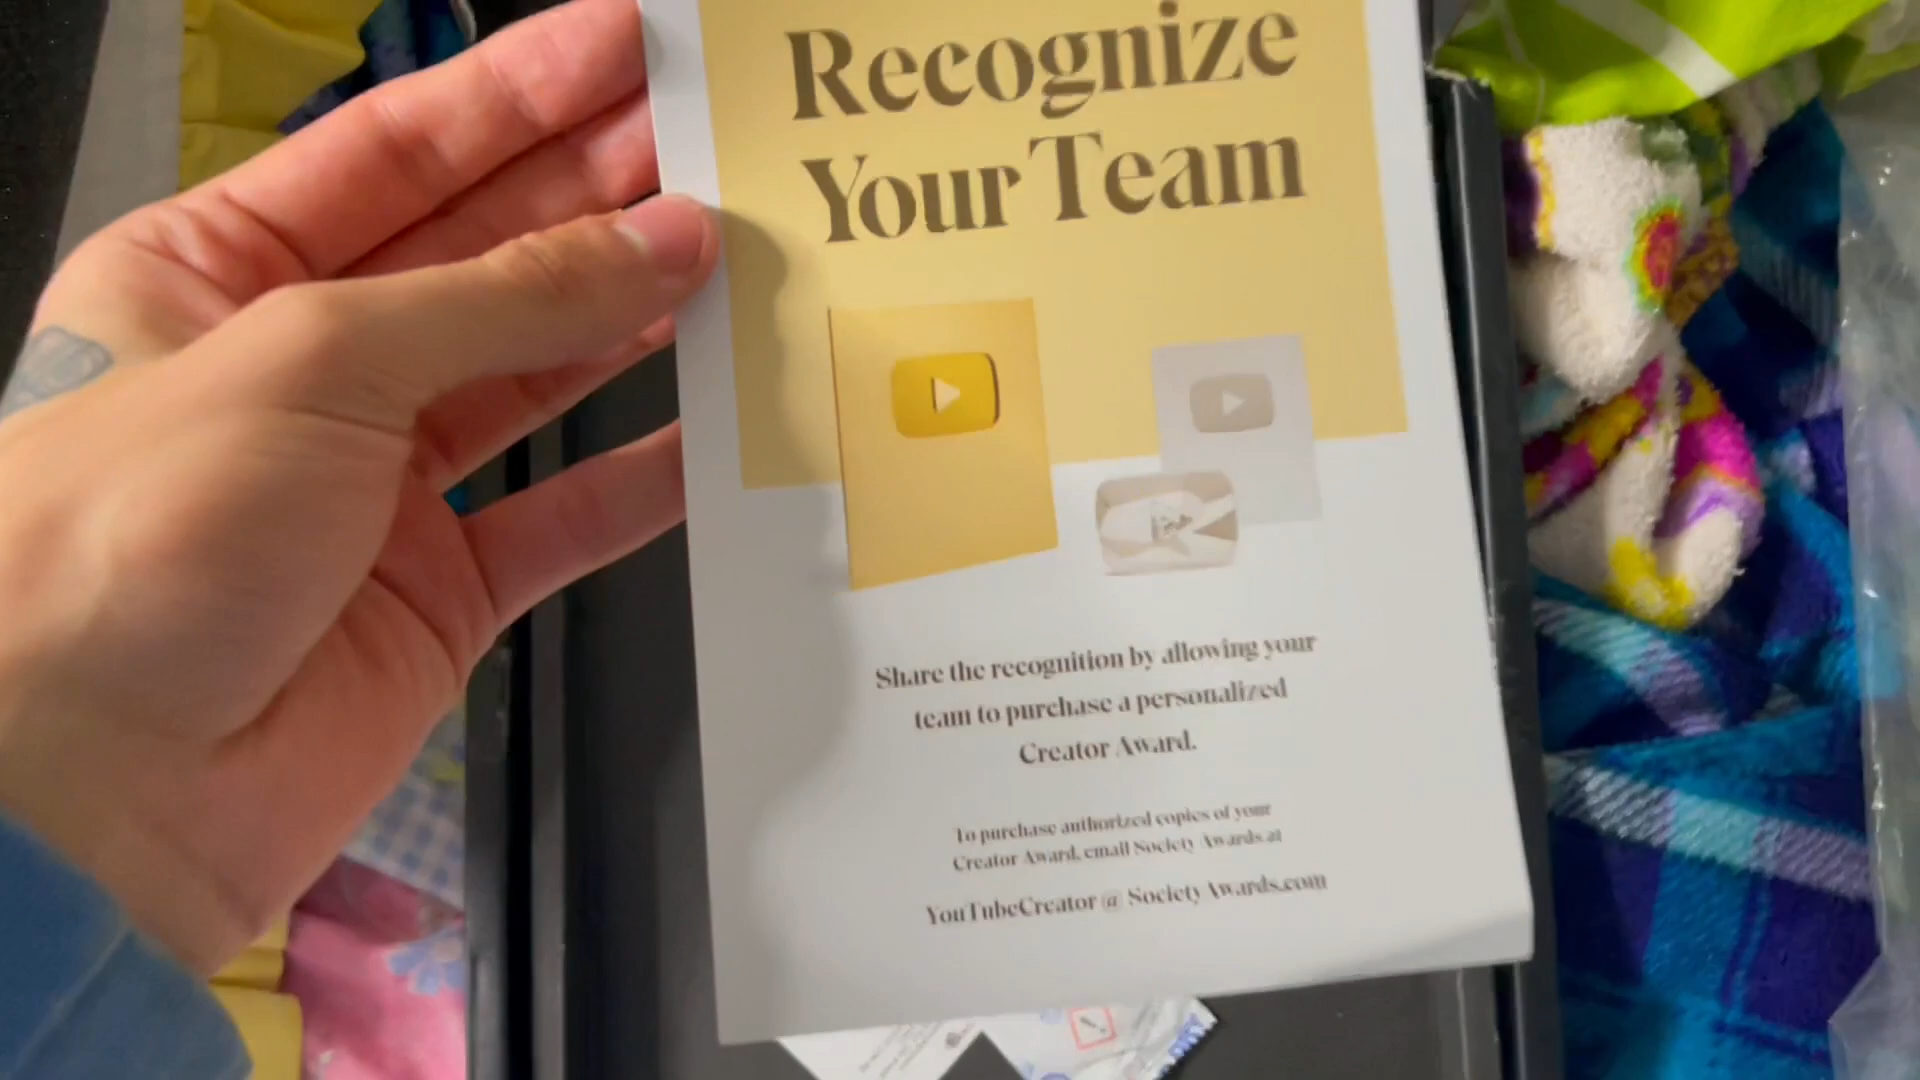 Recognize
Your Team
Share the recognition by allowing your
team to purchase a personalized
Creator Award.
To purchase authorized copies of your
Creator Award, email Society Awards at
YouTubeCreator @ SocietyAwards.com